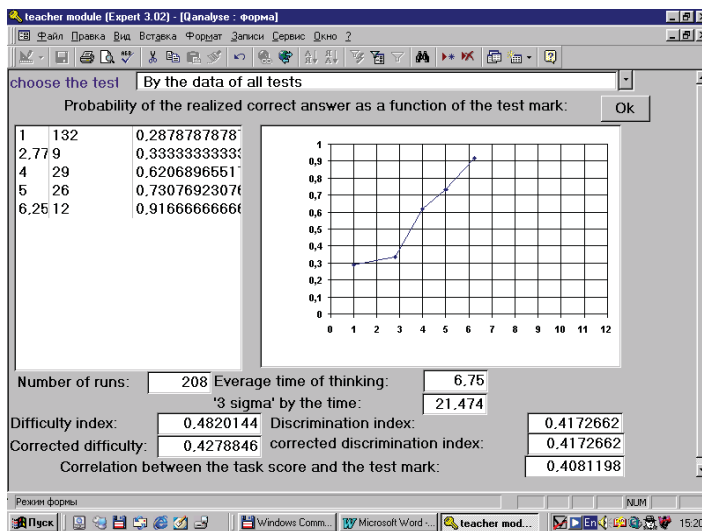 teacher module (Expert 3.02) - [Qanalyse : форма]
Файл Правка Вид Вставка Формат Записи Сервис Окно ?
choose the test By the data of all tests
Probability of the realized correct answer as a function of the test mark: Ok
1 132 0,2878787878
2,77 9 0,3333333333
4 29 0,6206896551
5 26 0,7307692307
6,25 12 0,9166666666
1
0,9
0,8
0,7
0,6
0,5
0,4
0,3
0,2
0,1
0
0 1 2 3 4 5 6 7 8 9 10 11 12
Number of runs: 208 Everage time of thinking: 6,75
'3 sigma' by the time: 21,474
Difficulty index: 0,4820144 Discrimination index: 0,4172662
Corrected difficulty: 0,4278846 corrected discrimination index: 0,4172662
Correlation between the task score and the test mark: 0,4081198
Режим формы NUM
Пуск Windows Comm... Microsoft Word -... teacher mod... En 15:20